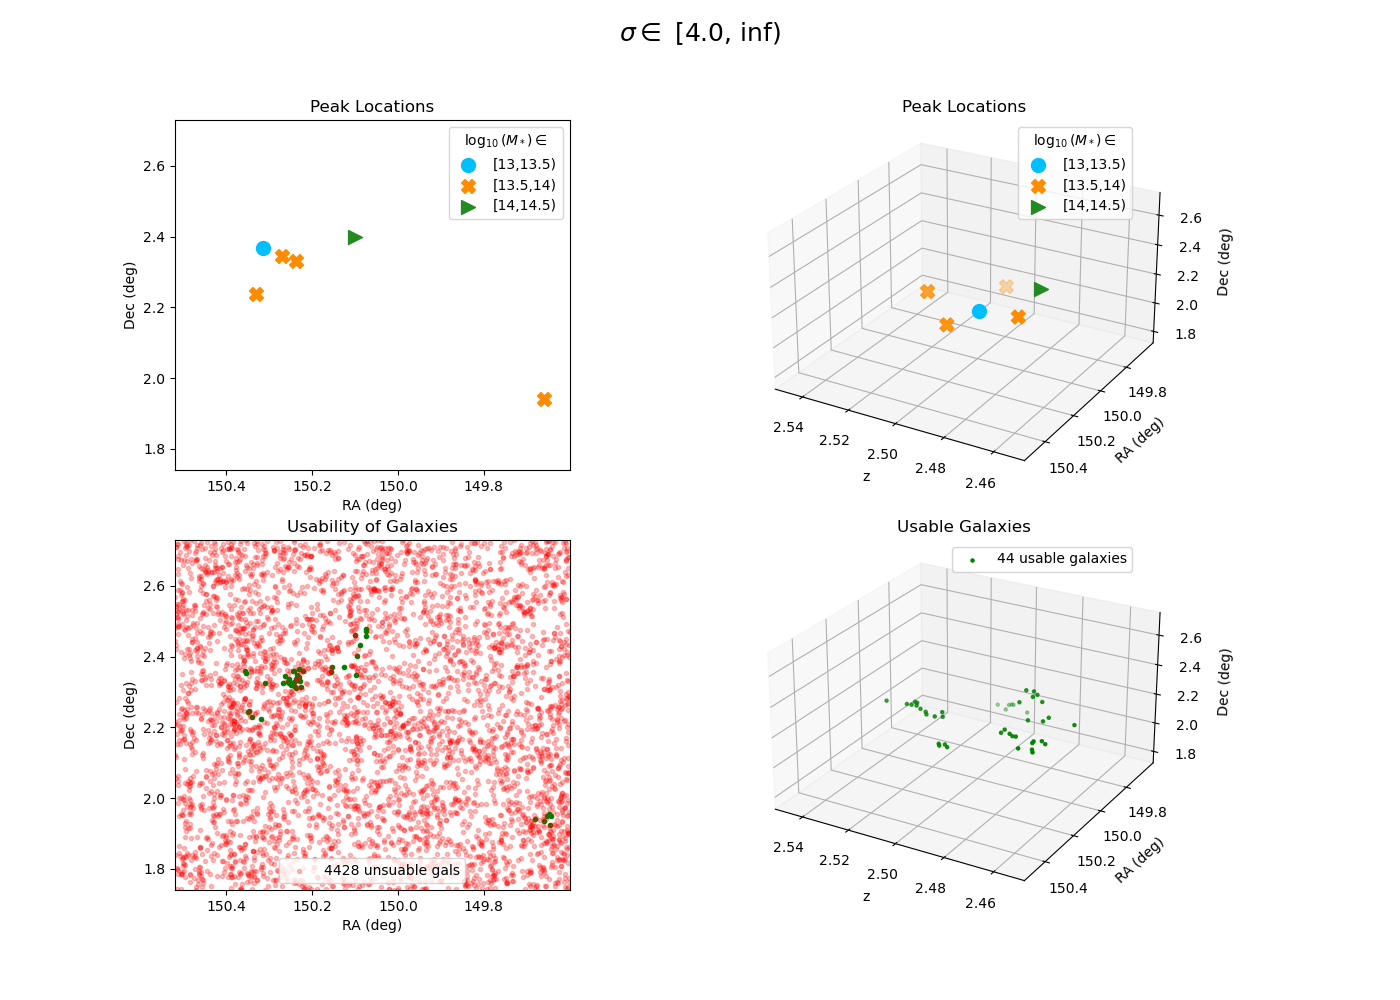 σ ∈ [4.0, inf)
Peak Locations
log₁₀(M*) ∈
[13,13.5)
[13.5,14)
[14,14.5)
2.6
2.4
2.2
2.0
1.8
Dec (deg)
150.4 150.2 150.0 149.8
RA (deg)
Peak Locations
log₁₀(M*) ∈
[13,13.5)
[13.5,14)
[14,14.5)
2.6
2.4
2.2
2.0
1.8
Dec (deg)
149.8
150.0
150.2
150.4
RA (deg)
2.54
2.52
2.50
2.48
2.46
z
Usability of Galaxies
2.6
2.4
2.2
2.0
1.8
Dec (deg)
4428 unsuable gals
150.4 150.2 150.0 149.8
RA (deg)
Usable Galaxies
44 usable galaxies
2.6
2.4
2.2
2.0
1.8
Dec (deg)
149.8
150.0
150.2
150.4
RA (deg)
2.54
2.52
2.50
2.48
2.46
z